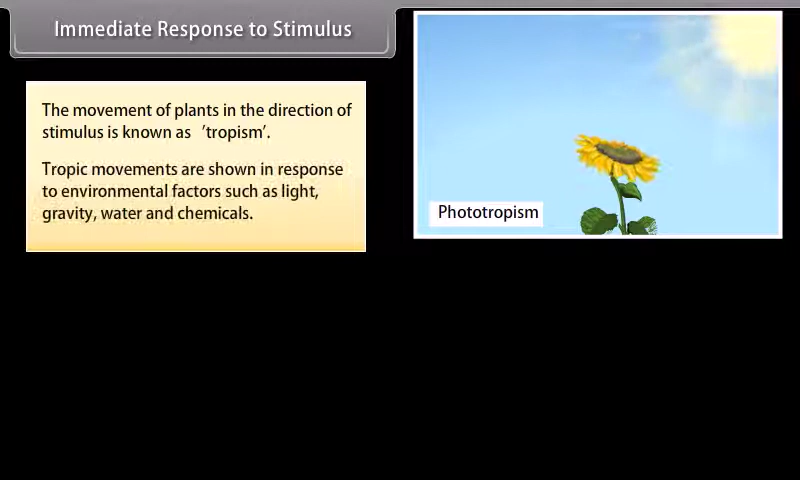 Immediate Response to Stimulus
The movement of plants in the direction of
stimulus is known as 'tropism'.
Tropic movements are shown in response
to environmental factors such as light,
gravity, water and chemicals.
Phototropism